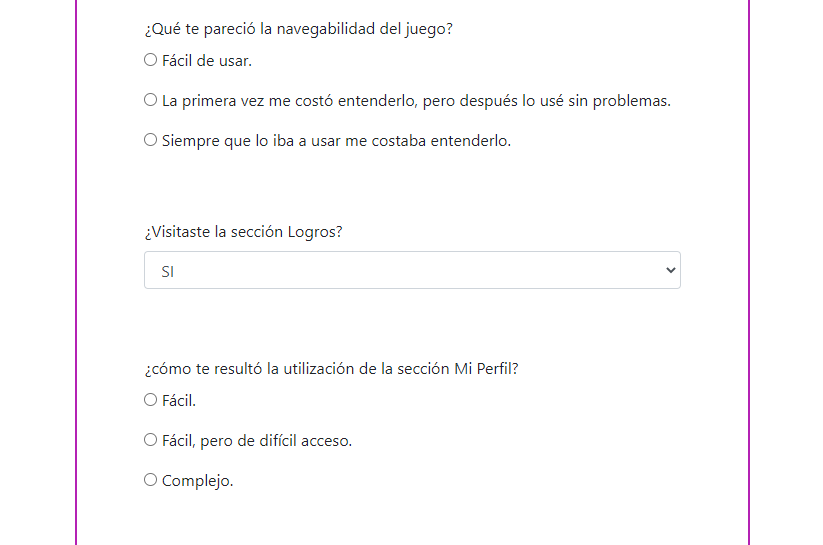 ¿Qué te pareció la navegabilidad del juego?
Fácil de usar.
La primera vez me costó entenderlo, pero después lo usé sin problemas.
Siempre que lo iba a usar me costaba entenderlo.
¿Visitaste la sección Logros?
SI
¿cómo te resultó la utilización de la sección Mi Perfil?
Fácil.
Fácil, pero de difícil acceso.
Complejo.